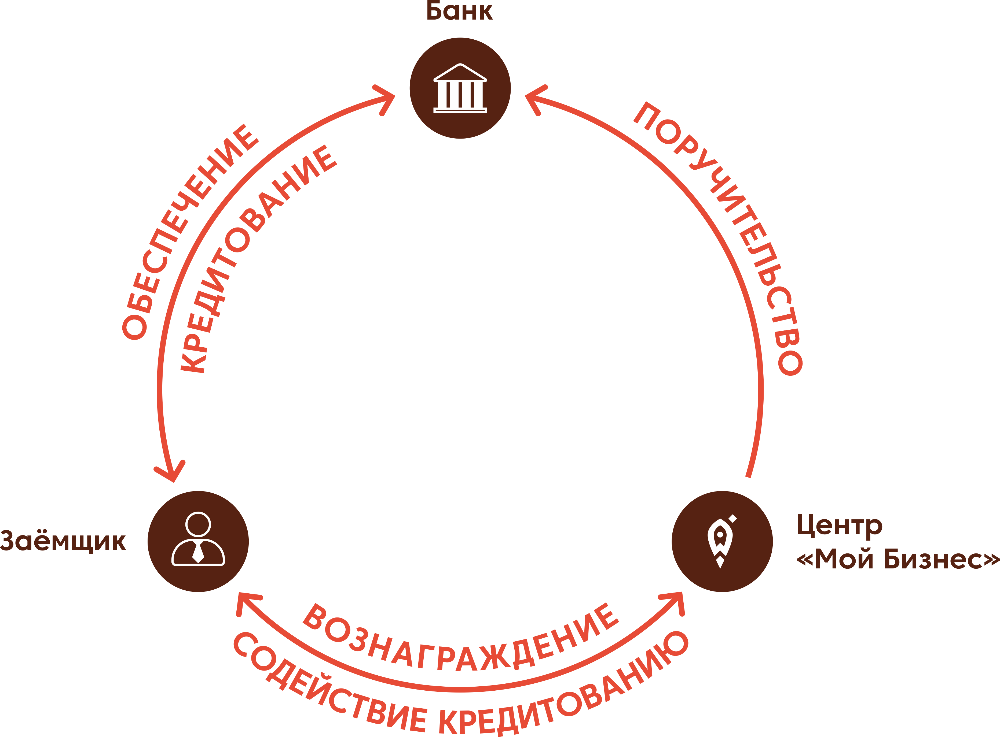 Банк
ОБЕСПЕЧЕНИЕ
КРЕДИТОВАНИЕ
ПОРУЧИТЕЛЬСТВО
Заёмщик
Центр
«Мой Бизнес»
ВОЗНАГРАЖДЕНИЕ
СОДЕЙСТВИЕ КРЕДИТОВАНИЮ